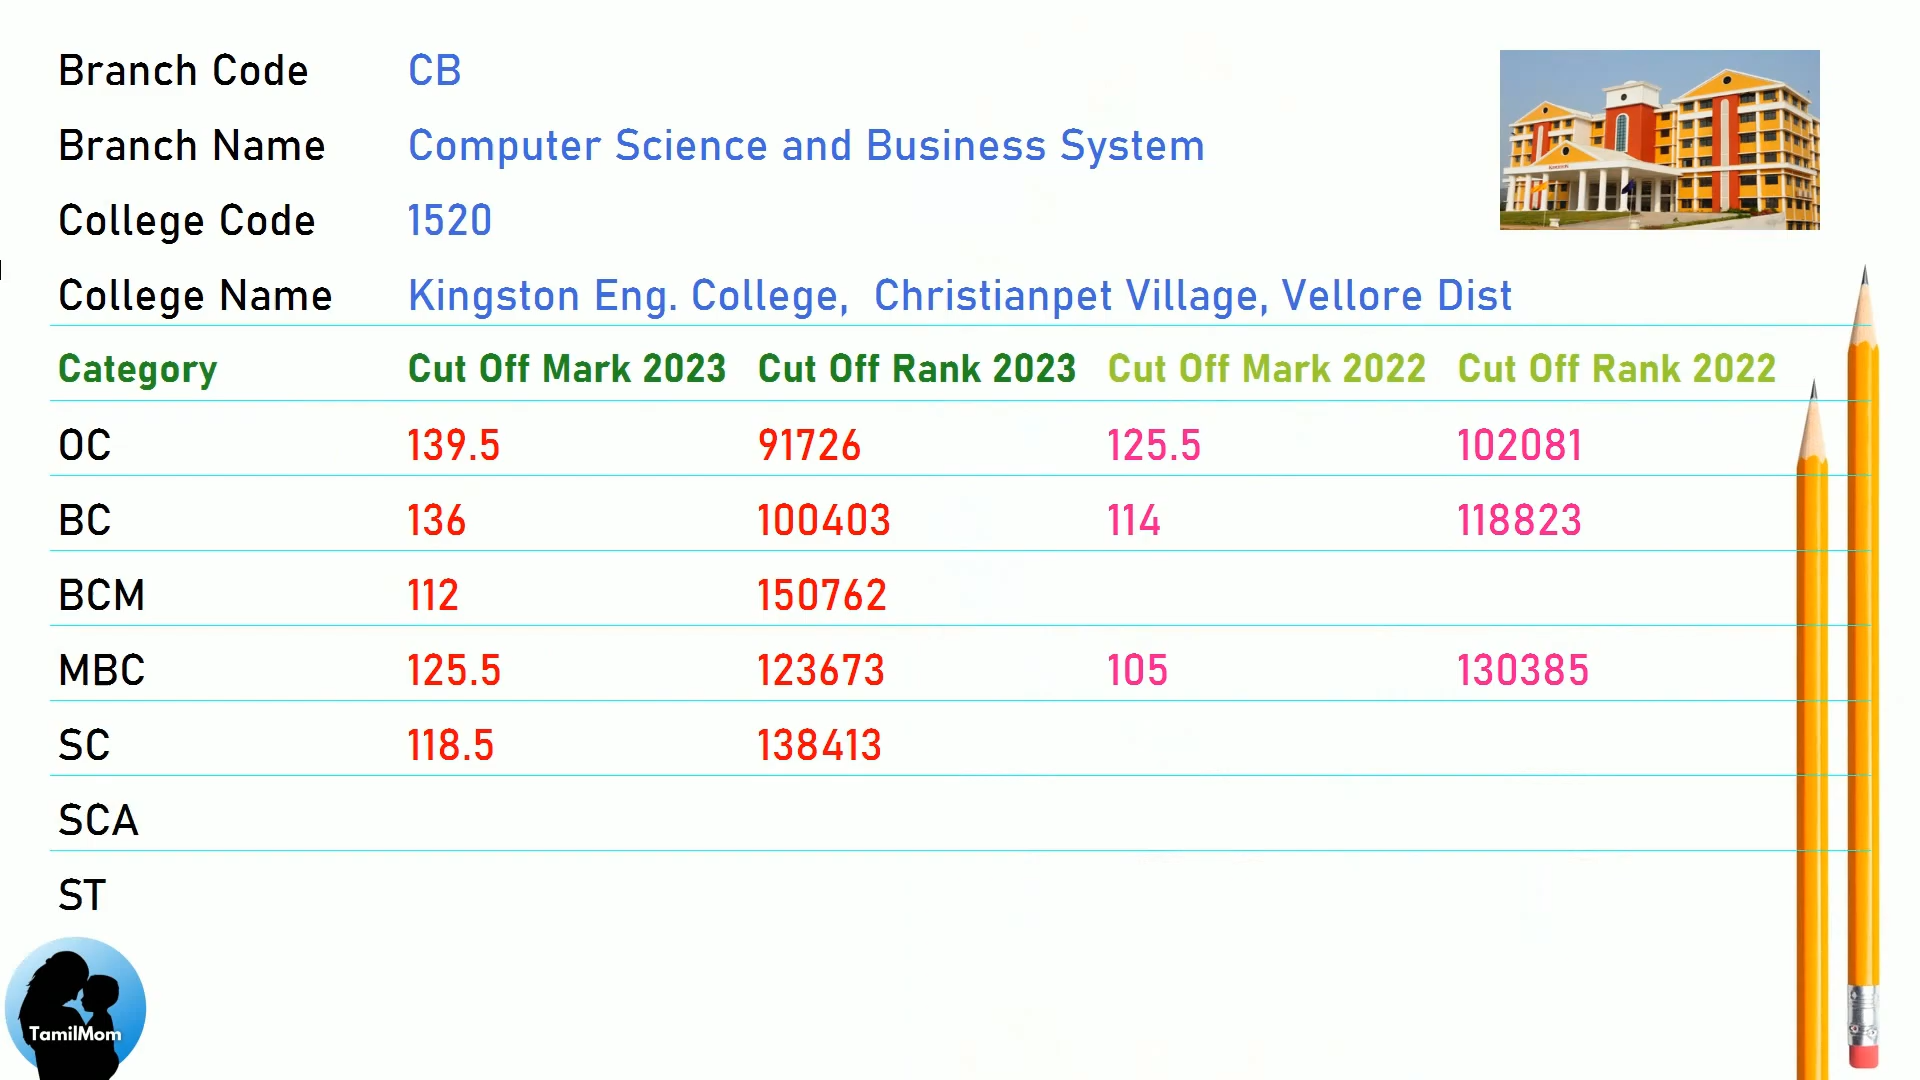 Branch Code CB
Branch Name Computer Science and Business System
College Code 1520
College Name Kingston Eng. College, Christianpet Village, Vellore Dist
Category Cut Off Mark 2023 Cut Off Rank 2023 Cut Off Mark 2022 Cut Off Rank 2022
OC 139.5 91726 125.5 102081
BC 136 100403 114 118823
BCM 112 150762
MBC 125.5 123673 105 130385
SC 118.5 138413
SCA
ST
TamilMom